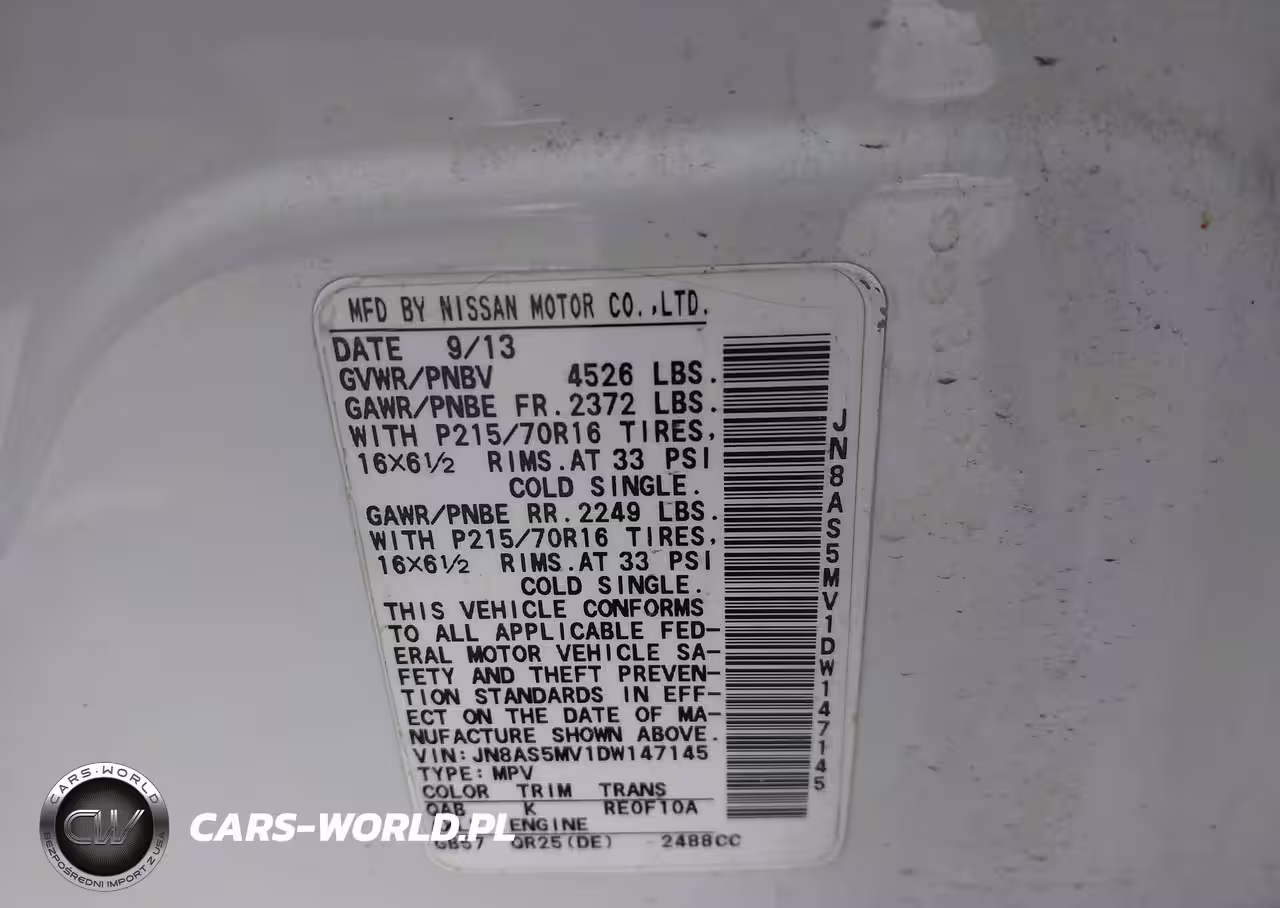 MFD BY NISSAN MOTOR CO.,LTD.
DATE 9/13
GVWR/PNBV 4526 LBS.
GAWR/PNBE FR.2372 LBS.
WITH P215/70R16 TIRES,
16×6½ RIMS.AT 33 PSI
COLD SINGLE.
GAWR/PNBE RR.2249 LBS.
WITH P215/70R16 TIRES,
16×6½ RIMS.AT 33 PSI
COLD SINGLE.
THIS VEHICLE CONFORMS
TO ALL APPLICABLE FED-
ERAL MOTOR VEHICLE SA-
FETY AND THEFT PREVEN-
TION STANDARDS IN EFF-
ECT ON THE DATE OF MA-
NUFACTURE SHOWN ABOVE.
VIN:JN8AS5MV1DW147145
TYPE:MPV
COLOR TRIM TRANS
QAB K RE0F10A
ENGINE
QR25(DE) 2488CC
JN8AS5MV1DW147145
CARS-WORLD
CW
BEZPOŚREDNI IMPORT Z USA
CARS-WORLD.PL